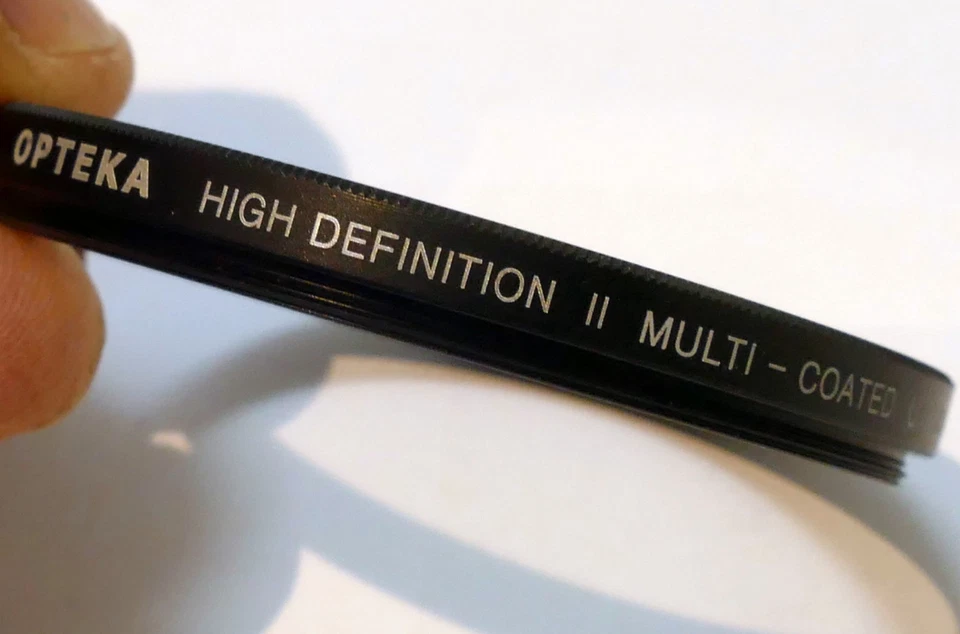 OPTEKA HIGH DEFINITION II MULTI - COATED